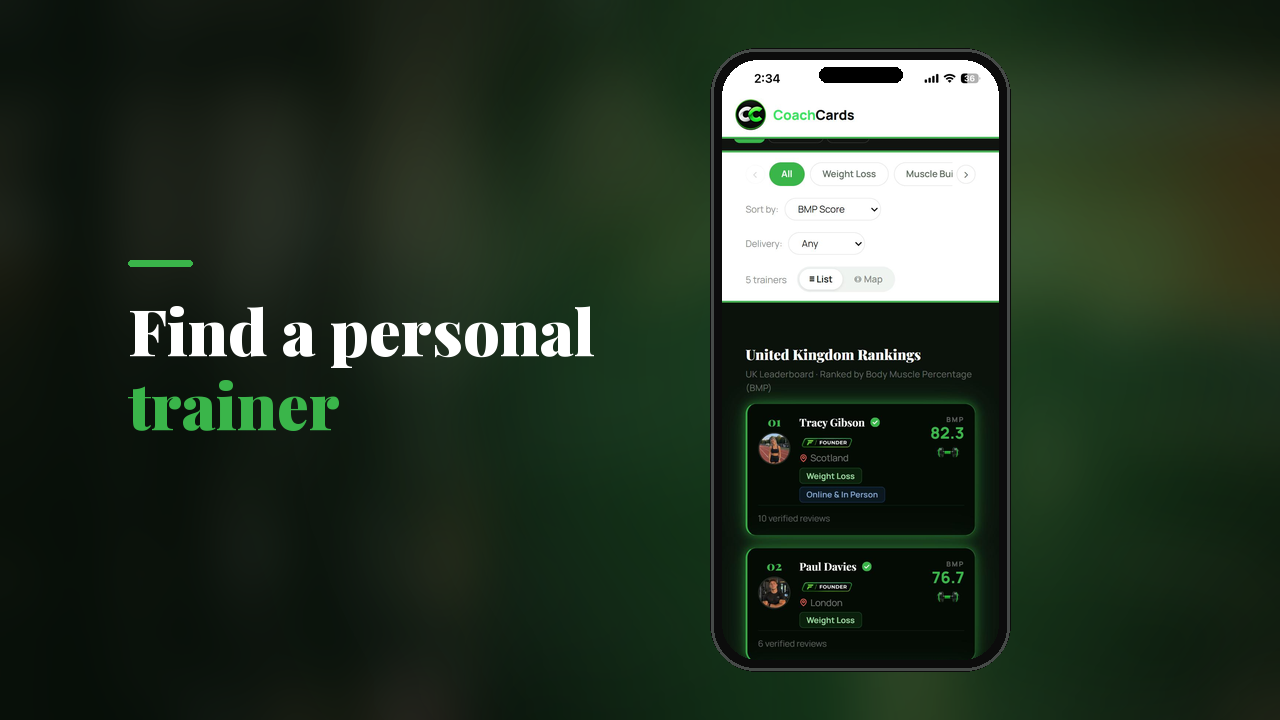 Find a personal
trainer
2:34
36
CC CoachCards
All
Weight Loss
Muscle Bui
Sort by:
BMP Score
Delivery:
Any
5 trainers
List
Map
United Kingdom Rankings
UK Leaderboard · Ranked by Body Muscle Percentage
(BMP)
01
Tracy Gibson
BMP
82.3
FOUNDER
Scotland
Weight Loss
Online & In Person
10 verified reviews
02
Paul Davies
BMP
76.7
FOUNDER
London
Weight Loss
6 verified reviews